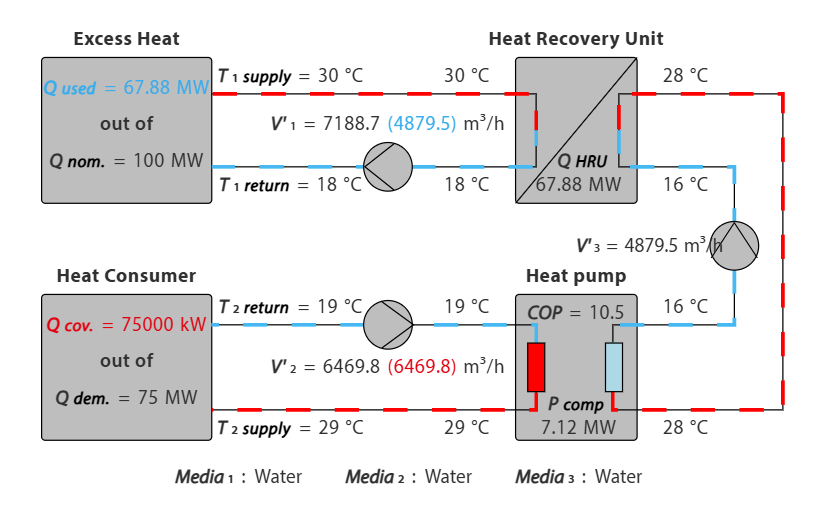 Excess Heat
Heat Recovery Unit
Q used = 67.88 MW
T 1 supply = 30 °C
30 °C
28 °C
out of
V' 1 = 7188.7 (4879.5) m³/h
Q nom. = 100 MW
Q HRU
T 1 return = 18 °C
18 °C
67.88 MW
16 °C
V' 3 = 4879.5 m³/h
Heat Consumer
Heat pump
T 2 return = 19 °C
19 °C
COP = 10.5
16 °C
Q cov. = 75000 kW
out of
V' 2 = 6469.8 (6469.8) m³/h
Q dem. = 75 MW
P comp
T 2 supply = 29 °C
29 °C
7.12 MW
28 °C
Media 1 : Water
Media 2 : Water
Media 3 : Water